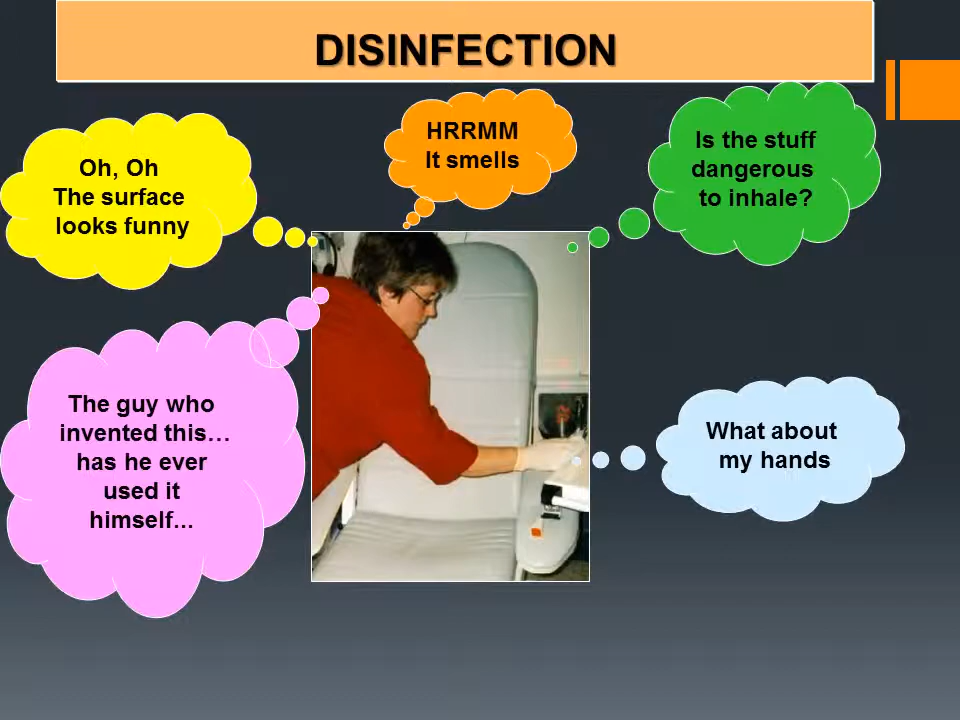 DISINFECTION
Oh, Oh
The surface
looks funny
HRRMM
It smells
Is the stuff
dangerous
to inhale?
The guy who
invented this…
has he ever
used it
himself...
What about
my hands